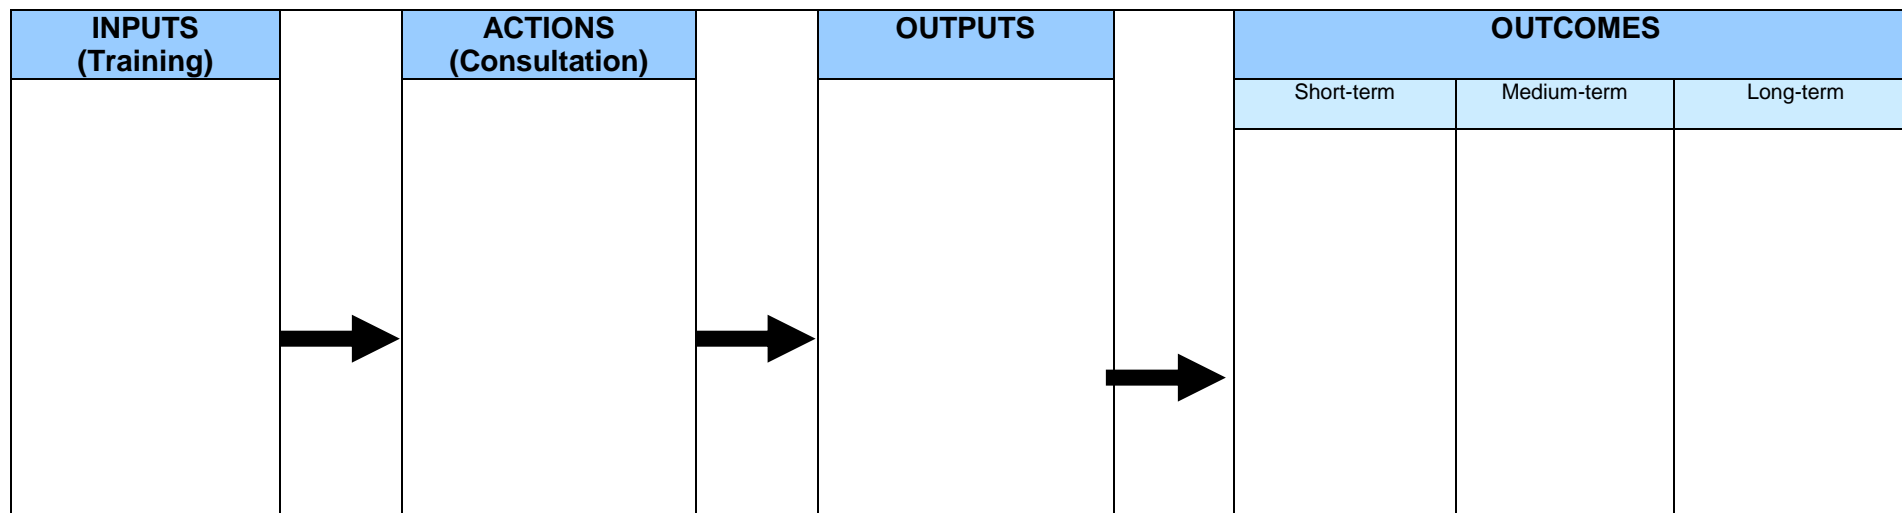 INPUTS
(Training)
ACTIONS
(Consultation)
OUTPUTS
OUTCOMES
Short-term
Medium-term
Long-term